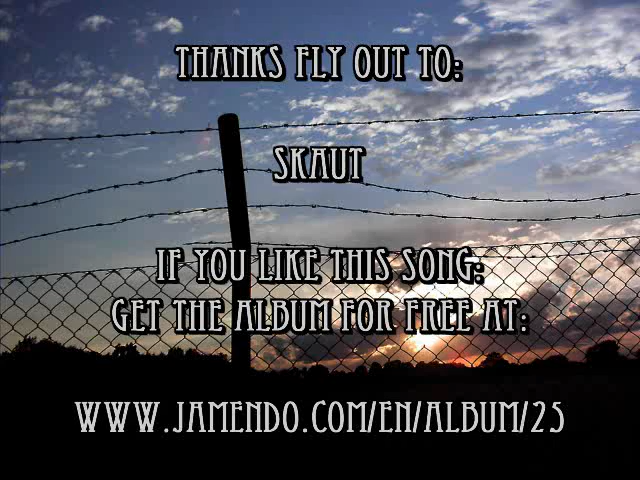 THANKS FLY OUT TO:
SKAUT
IF YOU LIKE THIS SONG:
GET THE ALBUM FOR FREE AT:
WWW.JAMENDO.COM/EN/ALBUM/25